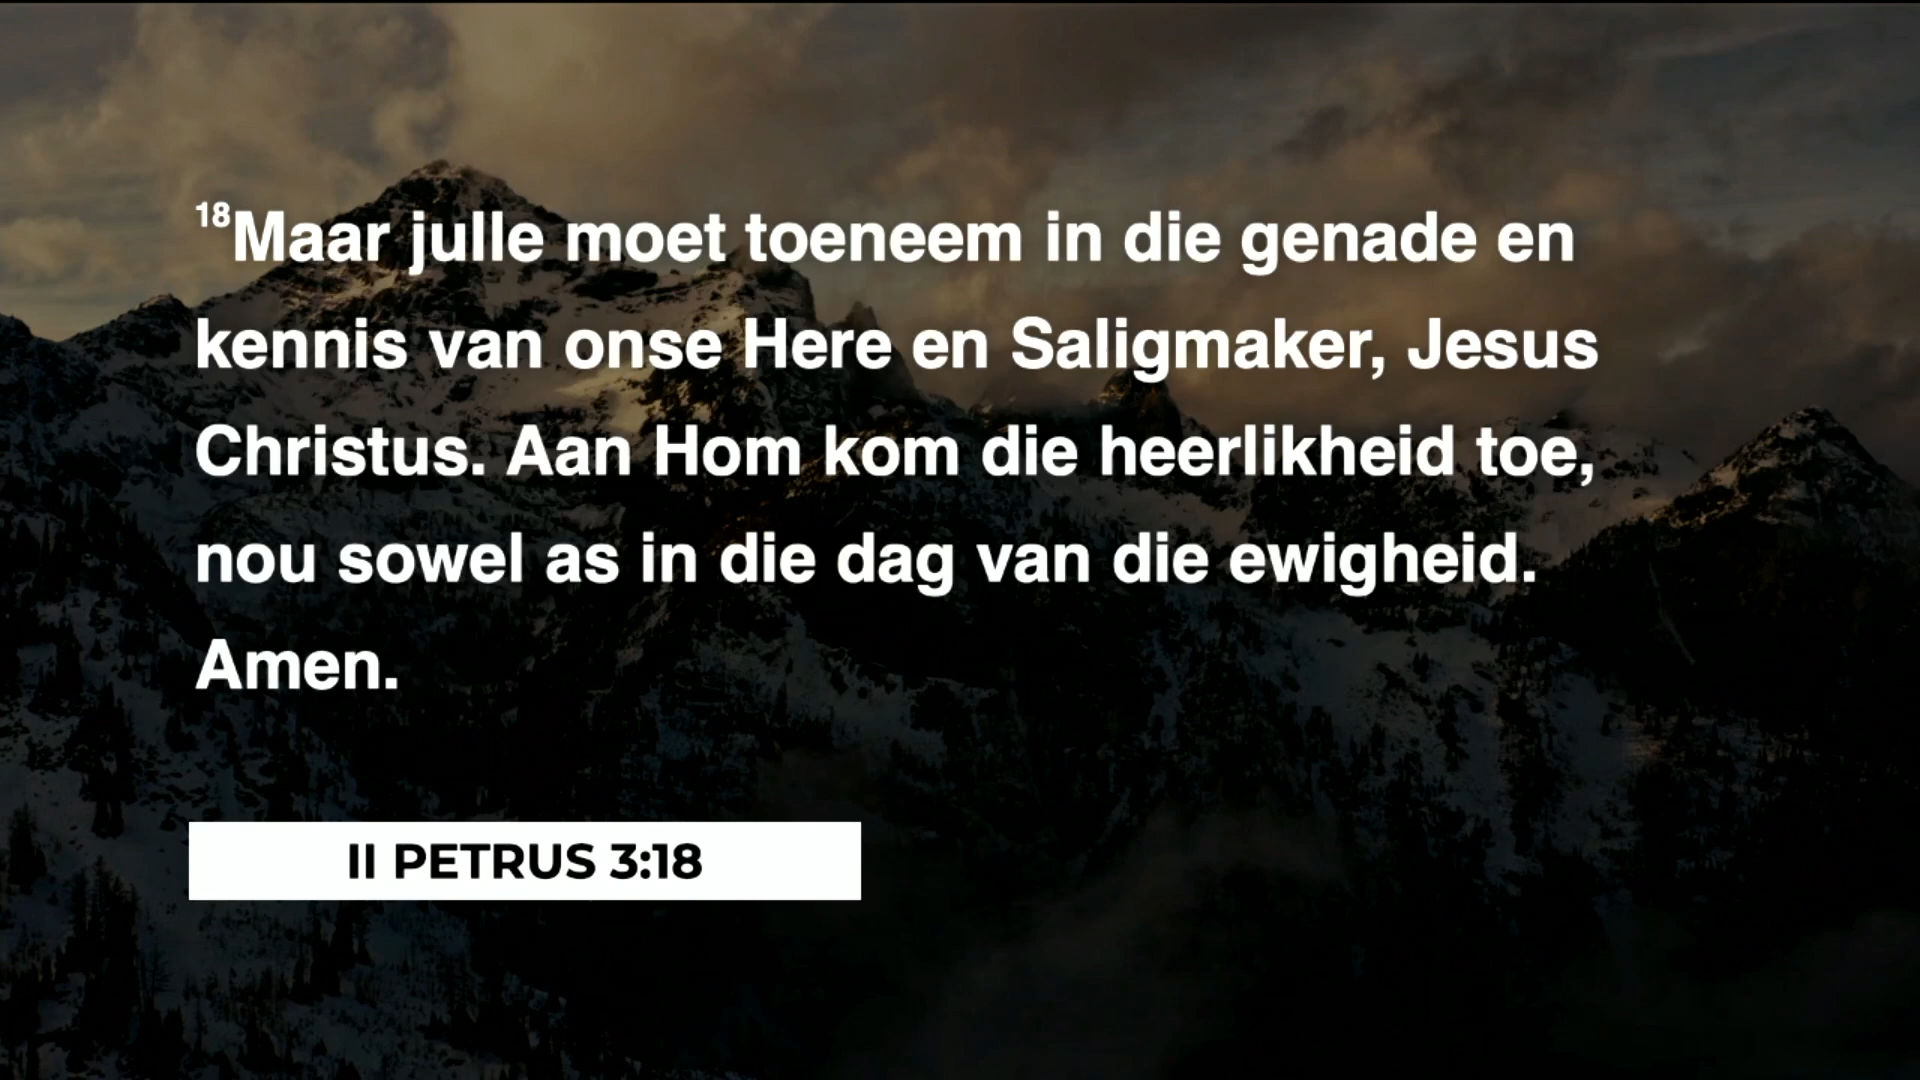 ¹⁸Maar julle moet toeneem in die genade en
kennis van onse Here en Saligmaker, Jesus
Christus. Aan Hom kom die heerlikheid toe,
nou sowel as in die dag van die ewigheid.
Amen.
II PETRUS 3:18